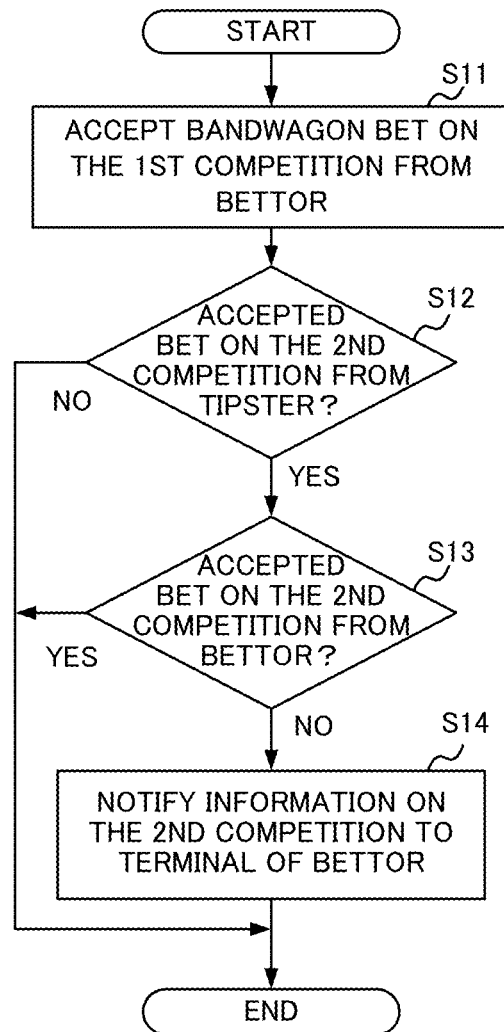 START
S11
ACCEPT BANDWAGON BET ON
THE 1ST COMPETITION FROM
BETTOR
S12
ACCEPTED
BET ON THE 2ND
COMPETITION FROM
TIPSTER?
NO
YES
S13
ACCEPTED
BET ON THE 2ND
COMPETITION FROM
BETTOR?
YES
NO
S14
NOTIFY INFORMATION ON
THE 2ND COMPETITION TO
TERMINAL OF BETTOR
END